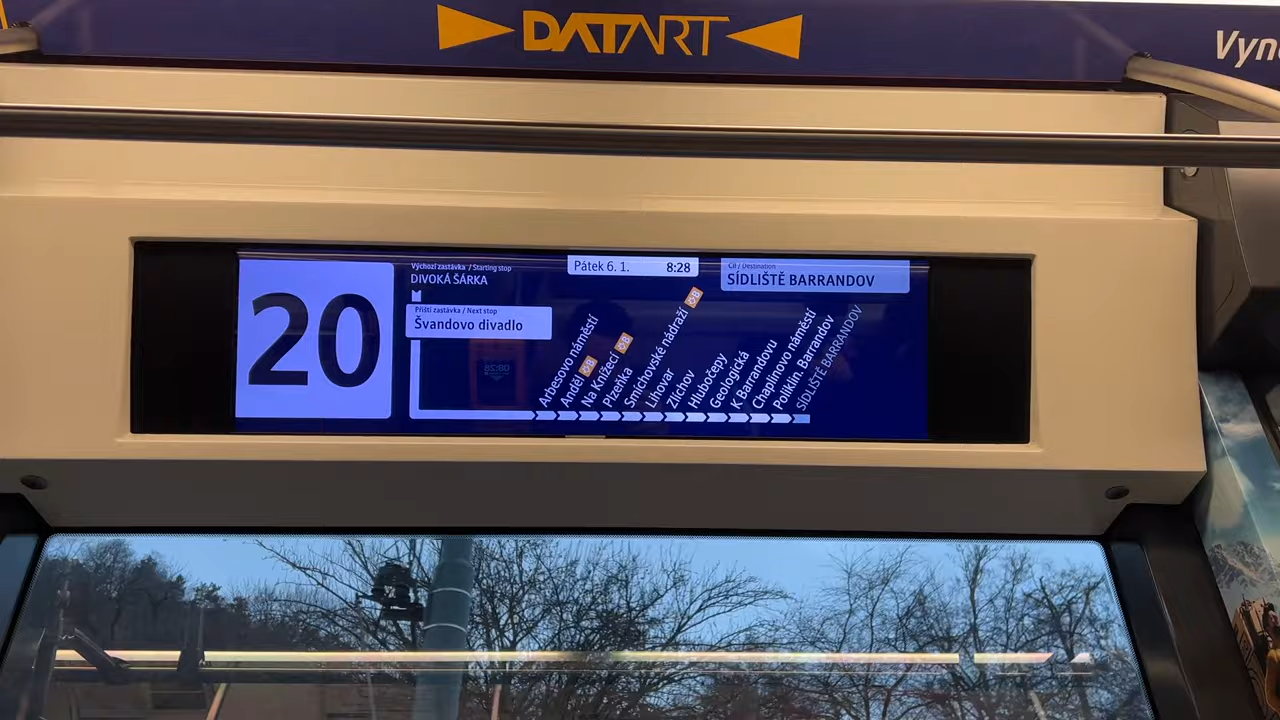 DATART
Vyn
20
Výchozí zastávka / Starting stop
DIVOKÁ ŠÁRKA
Příští zastávka / Next stop
Švandovo divadlo
Pátek 6. 1.
8:28
Cíl / Destination
SÍDLIŠTĚ BARRANDOV
Arbesovo náměstí
Anděl B
Na Knížecí B
Plzeňka
Smíchovské nádraží B
Lihovar
Zlíchov
Hlubočepy
Geologická
K Barrandovu
Chaplinovo náměstí
Poliklin. Barrandov
SÍDLIŠTĚ BARRANDOV